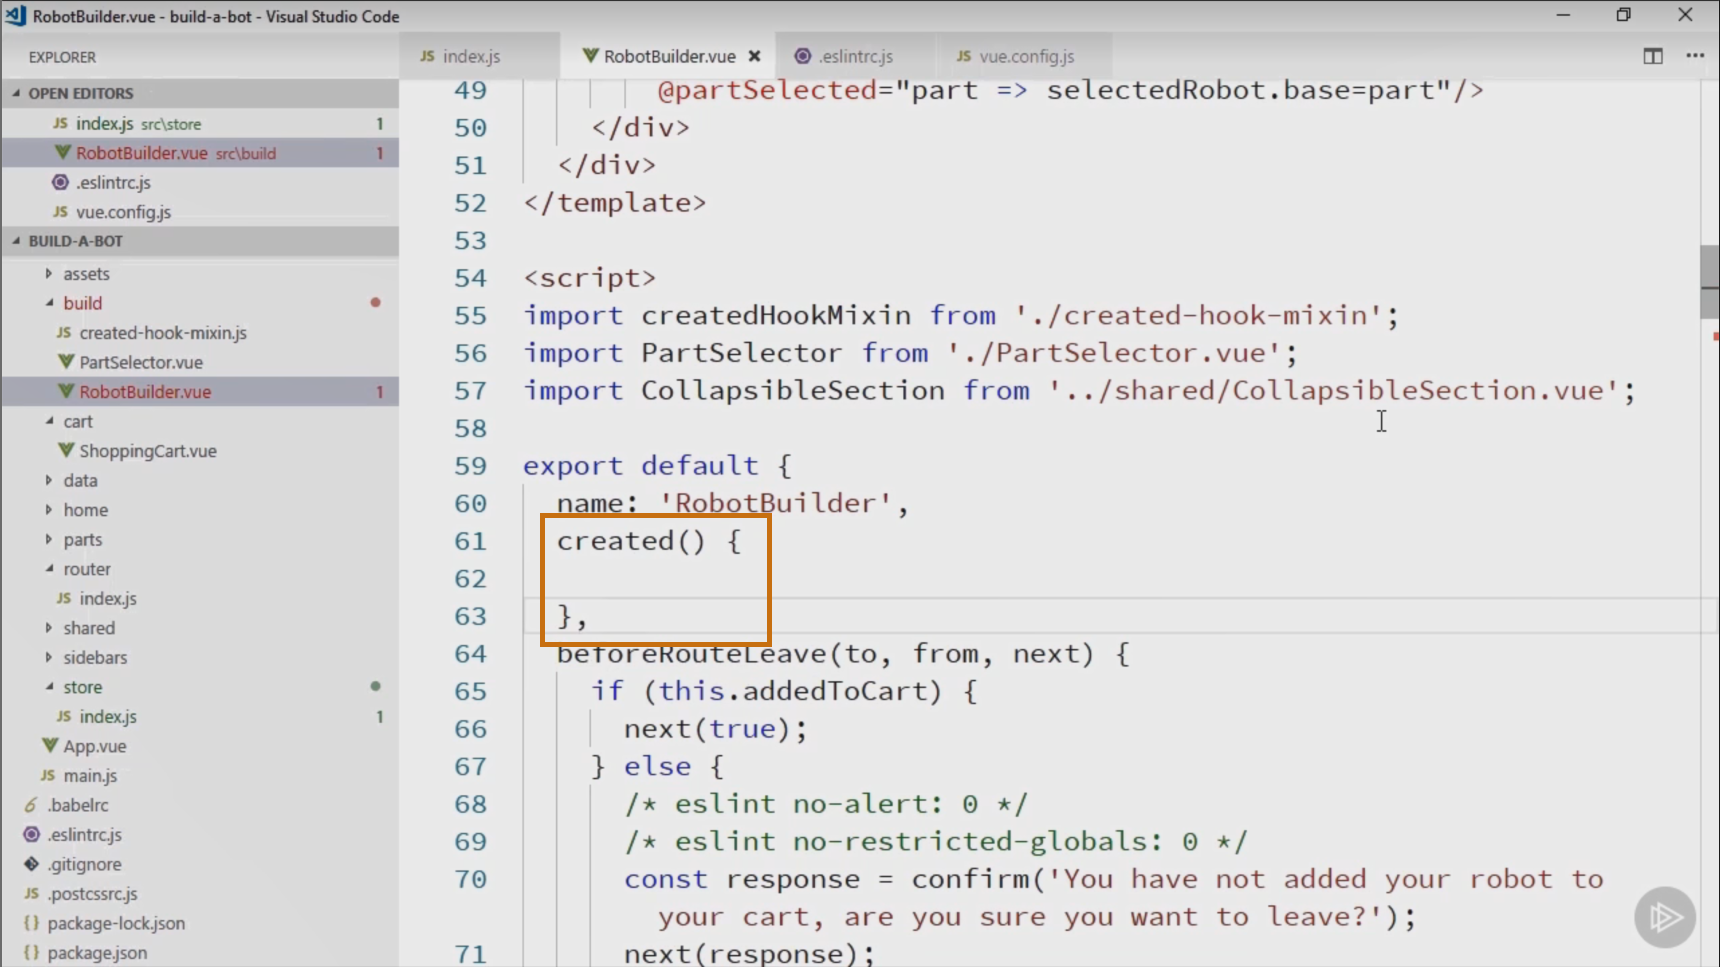 RobotBuilder.vue - build-a-bot - Visual Studio Code
EXPLORER
OPEN EDITORS
JS index.js src\store 1
RobotBuilder.vue src\build 1
.eslintrc.js
JS vue.config.js
BUILD-A-BOT
assets
build
JS created-hook-mixin.js
PartSelector.vue
RobotBuilder.vue 1
cart
ShoppingCart.vue
data
home
parts
router
JS index.js
shared
sidebars
store
JS index.js 1
App.vue
JS main.js
.babelrc
.eslintrc.js
.gitignore
JS .postcssrc.js
{} package-lock.json
{} package.json
JS index.js
RobotBuilder.vue
.eslintrc.js
JS vue.config.js
49 @partSelected="part => selectedRobot.base=part"/>
50 </div>
51 </div>
52 </template>
53
54 <script>
55 import createdHookMixin from './created-hook-mixin';
56 import PartSelector from './PartSelector.vue';
57 import CollapsibleSection from '../shared/CollapsibleSection.vue';
58
59 export default {
60 name: 'RobotBuilder',
61 created() {
62
63 },
64 beforeRouteLeave(to, from, next) {
65 if (this.addedToCart) {
66 next(true);
67 } else {
68 /* eslint no-alert: 0 */
69 /* eslint no-restricted-globals: 0 */
70 const response = confirm('You have not added your robot to
your cart, are you sure you want to leave?');
71 next(response);